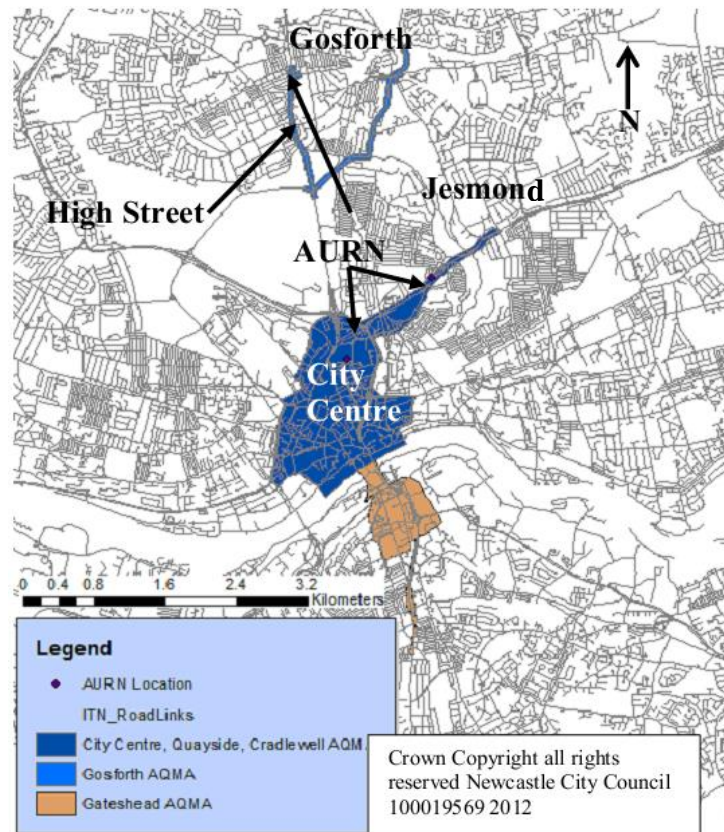 Gosforth
N
High Street
Jesmond
AURN
City
Centre
0 0.4 0.8 1.6 2.4 3.2
Kilometers
Legend
AURN Location
ITN_RoadLinks
City Centre, Quayside, Cradlewell AQMA
Gosforth AQMA
Gateshead AQMA
Crown Copyright all rights
reserved Newcastle City Council
100019569 2012